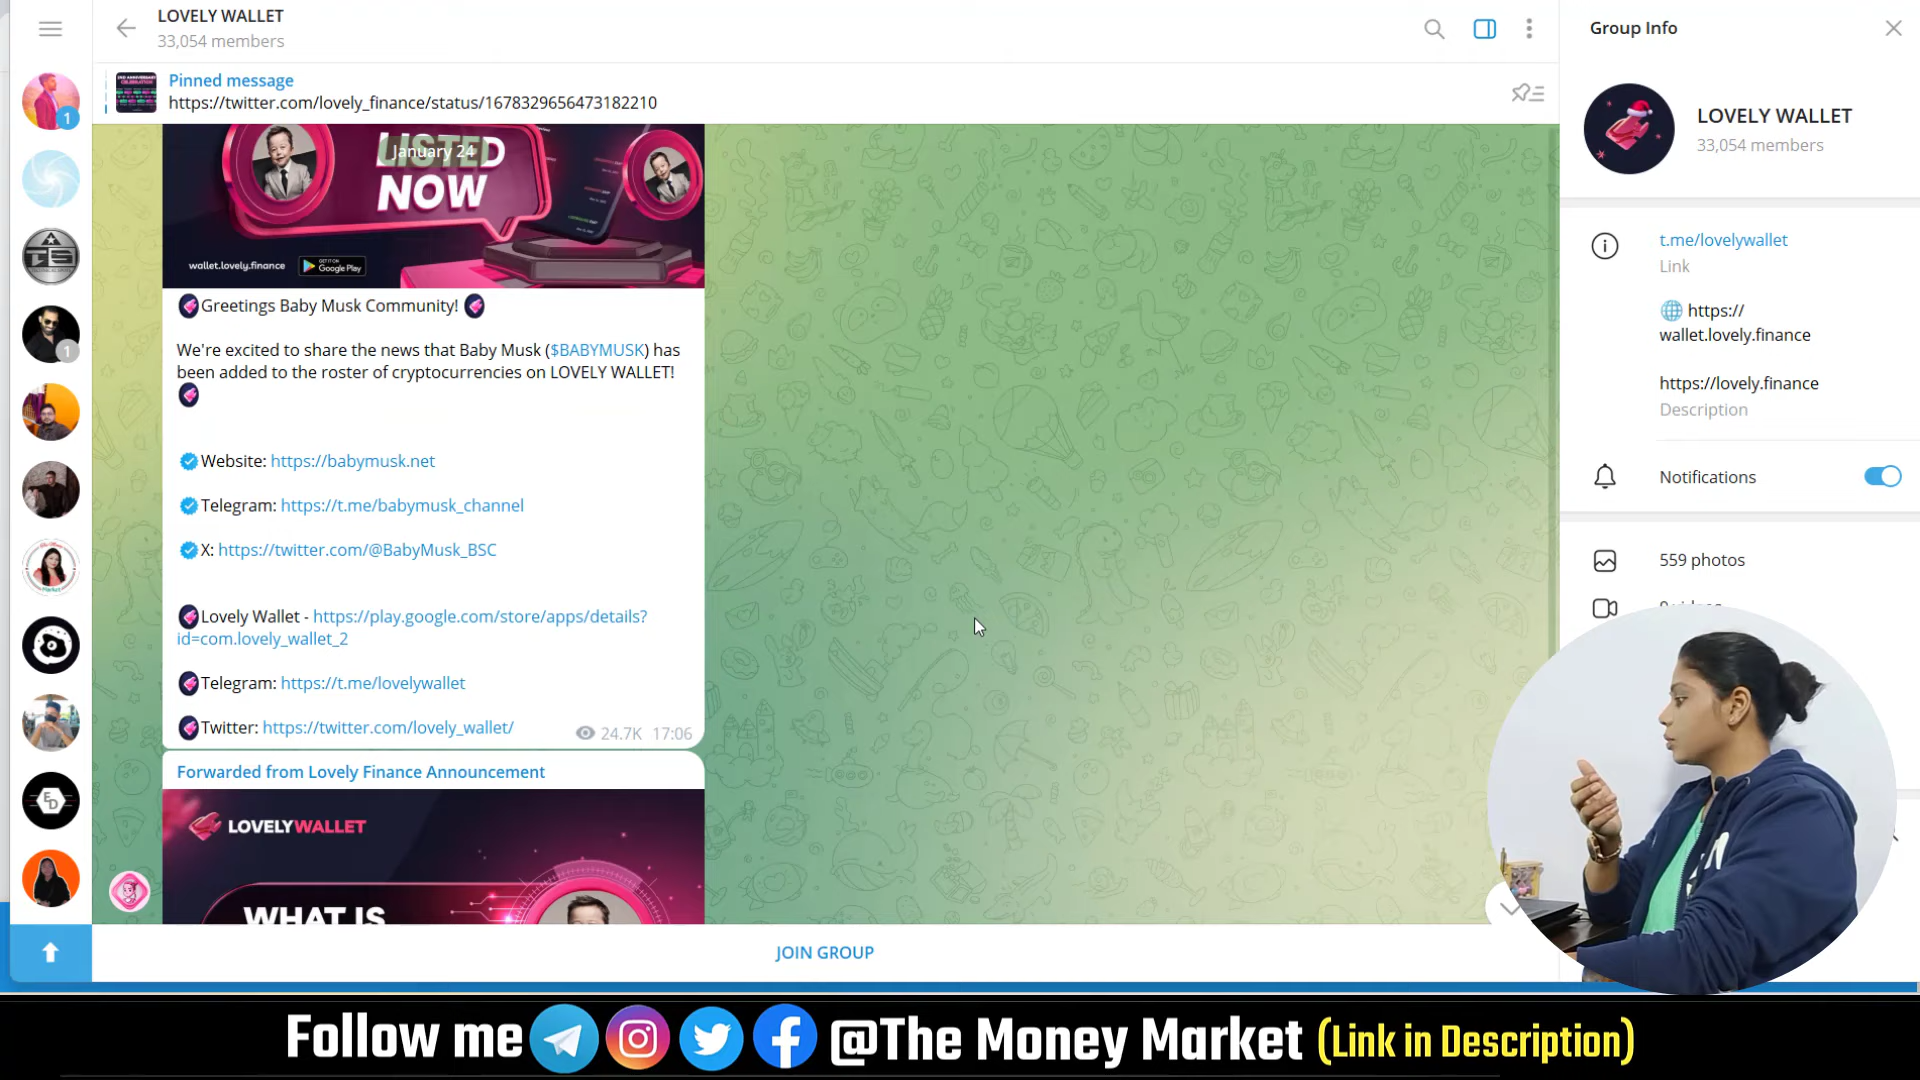 LOVELY WALLET
33,054 members
Pinned message
https://twitter.com/lovely_finance/status/1678329656473182210
LISTED
January 24
NOW
wallet.lovely.finance
GET IT ON
Google Play
Greetings Baby Musk Community!
We're excited to share the news that Baby Musk ($BABYMUSK) has
been added to the roster of cryptocurrencies on LOVELY WALLET!
Website: https://babymusk.net
Telegram: https://t.me/babymusk_channel
X: https://twitter.com/@BabyMusk_BSC
Lovely Wallet - https://play.google.com/store/apps/details?
id=com.lovely_wallet_2
Telegram: https://t.me/lovelywallet
Twitter: https://twitter.com/lovely_wallet/
24.7K 17:06
Forwarded from Lovely Finance Announcement
LOVELYWALLET
WHAT IS
JOIN GROUP
Group Info
LOVELY WALLET
33,054 members
t.me/lovelywallet
Link
https://
wallet.lovely.finance
https://lovely.finance
Description
Notifications
559 photos
1
1
Follow me @The Money Market (Link in Description)